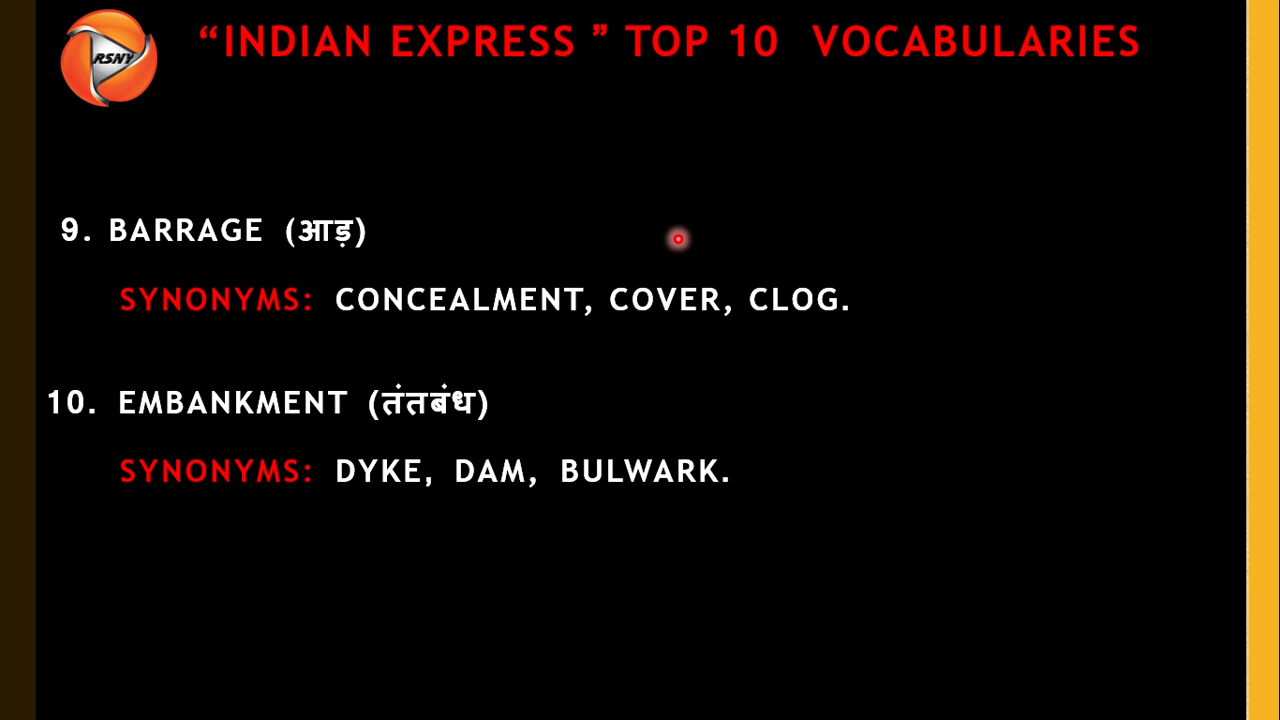 RSNY
“INDIAN EXPRESS ” TOP 10 VOCABULARIES
9. BARRAGE (आड़)
SYNONYMS: CONCEALMENT, COVER, CLOG.
10. EMBANKMENT (तंतबंध)
SYNONYMS: DYKE, DAM, BULWARK.